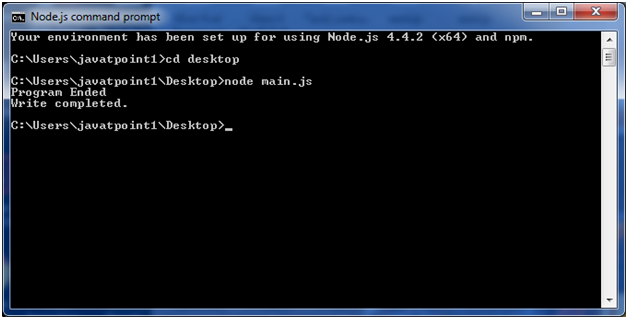 Node.js command prompt
Your environment has been set up for using Node.js 4.4.2 (x64) and npm.
C:\Users\javatpoint1>cd desktop
C:\Users\javatpoint1\Desktop>node main.js
Program Ended
Write completed.
C:\Users\javatpoint1\Desktop>_